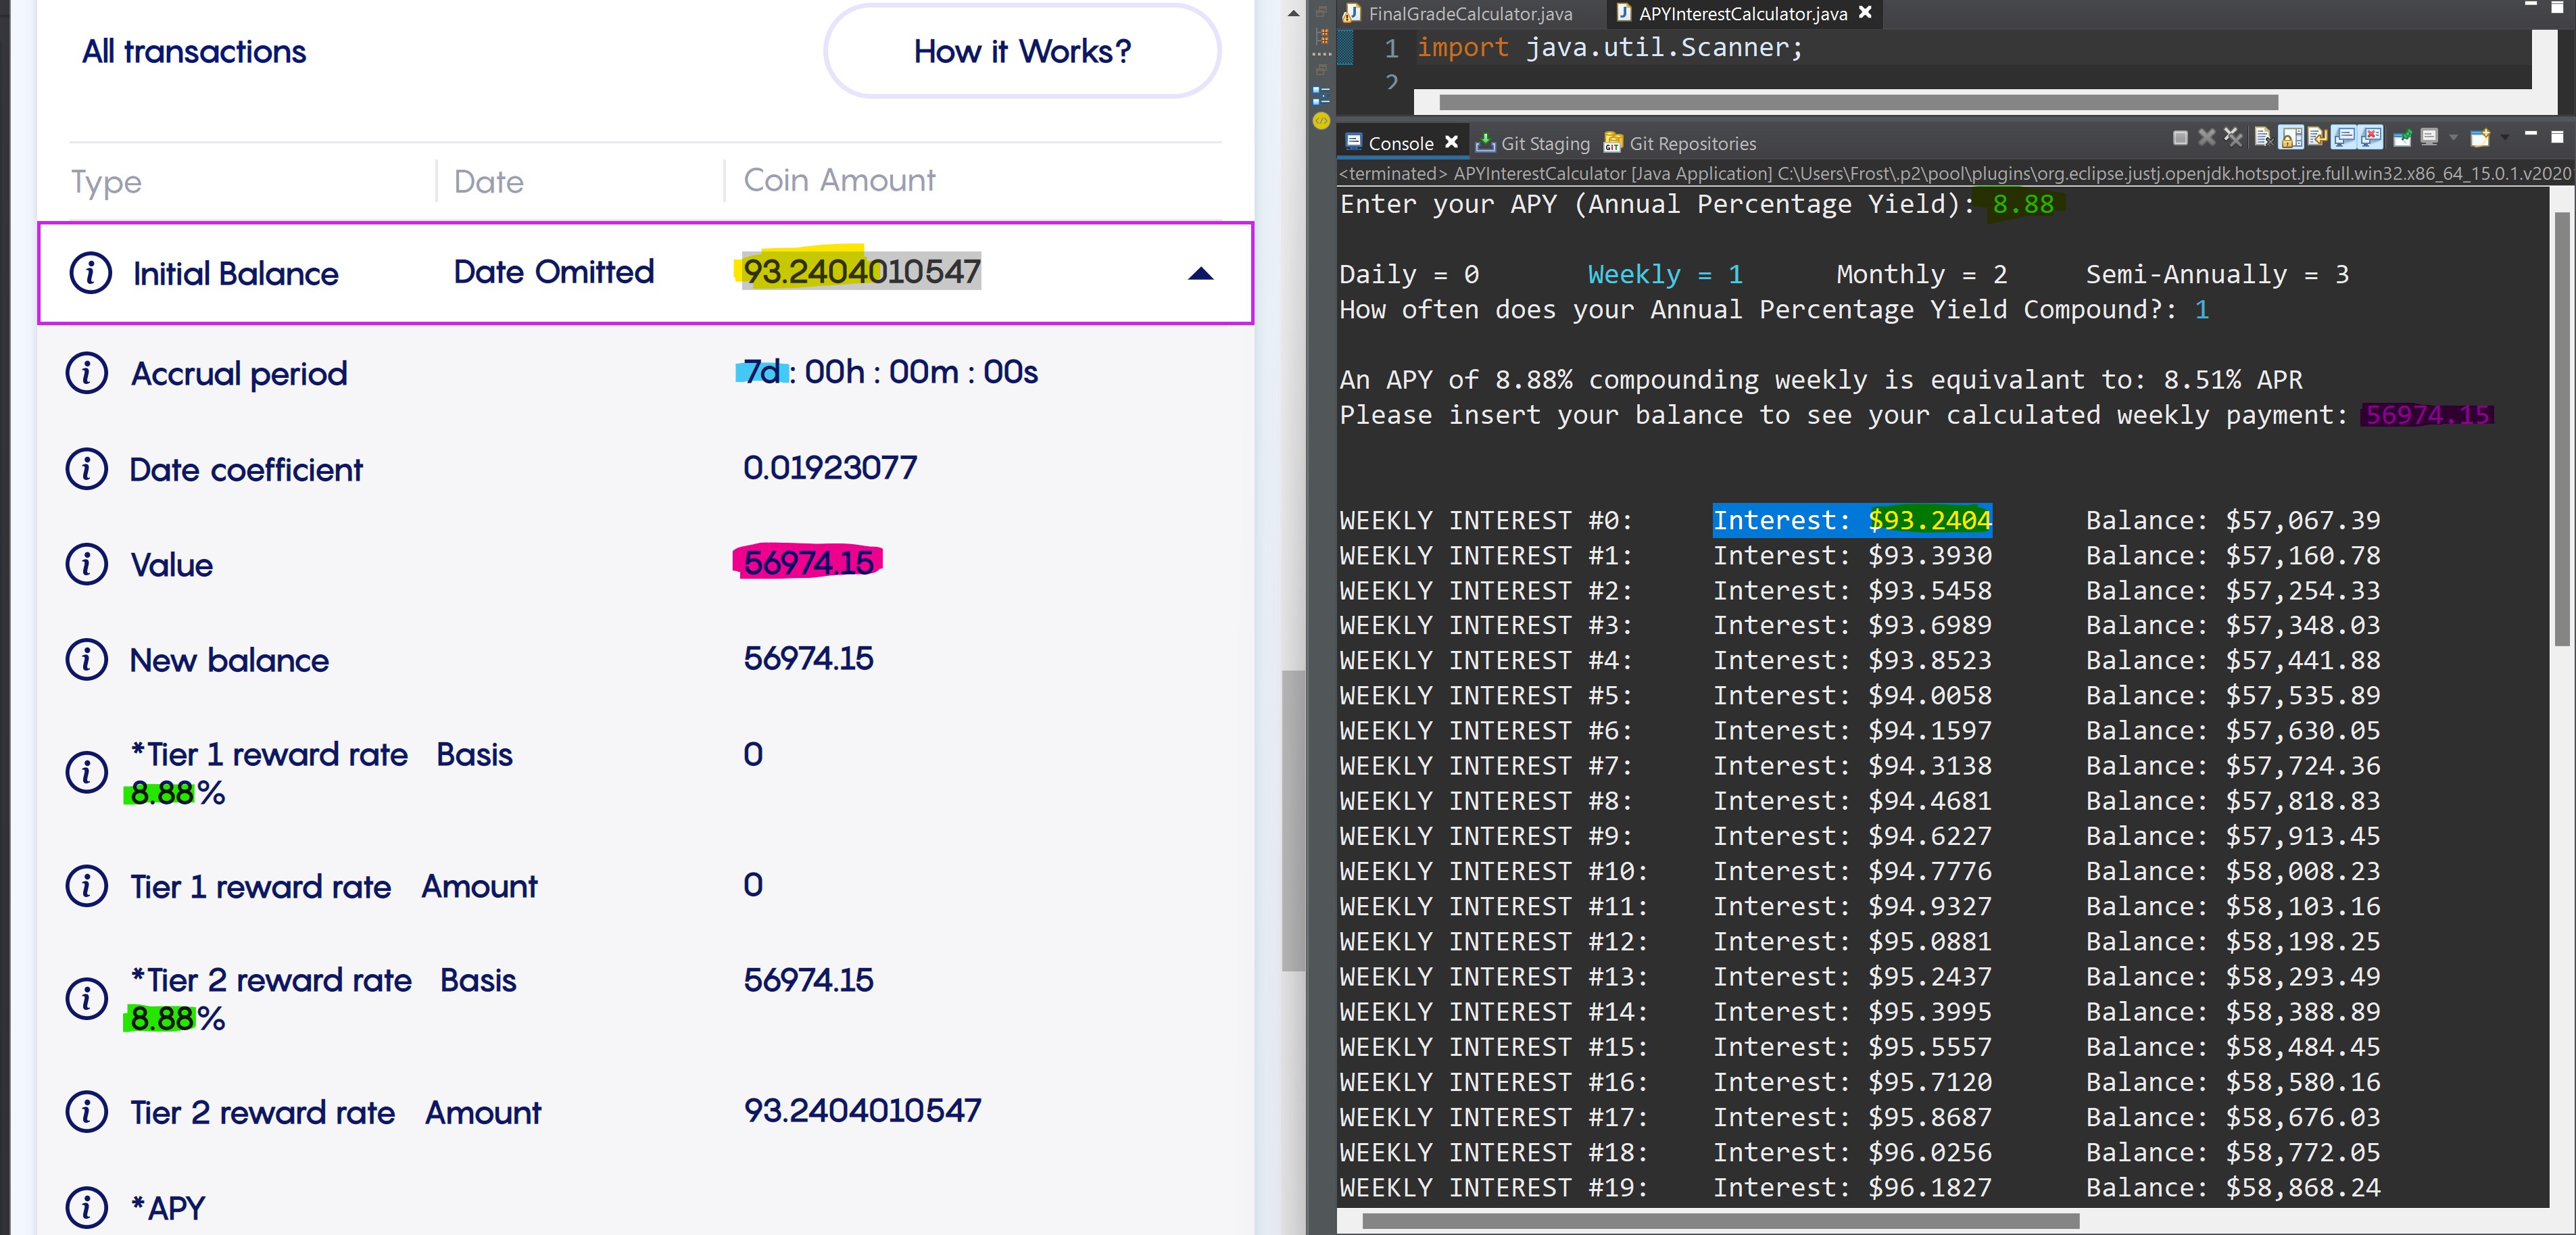 All transactions
How it Works?
Type Date Coin Amount
Initial Balance Date Omitted 93.2404010547
Accrual period 7d : 00h : 00m : 00s
Date coefficient 0.01923077
Value 56974.15
New balance 56974.15
*Tier 1 reward rate Basis 0
8.88%
Tier 1 reward rate Amount 0
*Tier 2 reward rate Basis 56974.15
8.88%
Tier 2 reward rate Amount 93.2404010547
*APY
FinalGradeCalculator.java APYInterestCalculator.java
1 import java.util.Scanner;
2
Console Git Staging Git Repositories
<terminated> APYInterestCalculator [Java Application] C:\Users\Frost\.p2\pool\plugins\org.eclipse.justj.openjdk.hotspot.jre.full.win32.x86_64_15.0.1.v2020
Enter your APY (Annual Percentage Yield): 8.88
Daily = 0 Weekly = 1 Monthly = 2 Semi-Annually = 3
How often does your Annual Percentage Yield Compound?: 1
An APY of 8.88% compounding weekly is equivalant to: 8.51% APR
Please insert your balance to see your calculated weekly payment: 56974.15
WEEKLY INTEREST #0: Interest: $93.2404 Balance: $57,067.39
WEEKLY INTEREST #1: Interest: $93.3930 Balance: $57,160.78
WEEKLY INTEREST #2: Interest: $93.5458 Balance: $57,254.33
WEEKLY INTEREST #3: Interest: $93.6989 Balance: $57,348.03
WEEKLY INTEREST #4: Interest: $93.8523 Balance: $57,441.88
WEEKLY INTEREST #5: Interest: $94.0058 Balance: $57,535.89
WEEKLY INTEREST #6: Interest: $94.1597 Balance: $57,630.05
WEEKLY INTEREST #7: Interest: $94.3138 Balance: $57,724.36
WEEKLY INTEREST #8: Interest: $94.4681 Balance: $57,818.83
WEEKLY INTEREST #9: Interest: $94.6227 Balance: $57,913.45
WEEKLY INTEREST #10: Interest: $94.7776 Balance: $58,008.23
WEEKLY INTEREST #11: Interest: $94.9327 Balance: $58,103.16
WEEKLY INTEREST #12: Interest: $95.0881 Balance: $58,198.25
WEEKLY INTEREST #13: Interest: $95.2437 Balance: $58,293.49
WEEKLY INTEREST #14: Interest: $95.3995 Balance: $58,388.89
WEEKLY INTEREST #15: Interest: $95.5557 Balance: $58,484.45
WEEKLY INTEREST #16: Interest: $95.7120 Balance: $58,580.16
WEEKLY INTEREST #17: Interest: $95.8687 Balance: $58,676.03
WEEKLY INTEREST #18: Interest: $96.0256 Balance: $58,772.05
WEEKLY INTEREST #19: Interest: $96.1827 Balance: $58,868.24